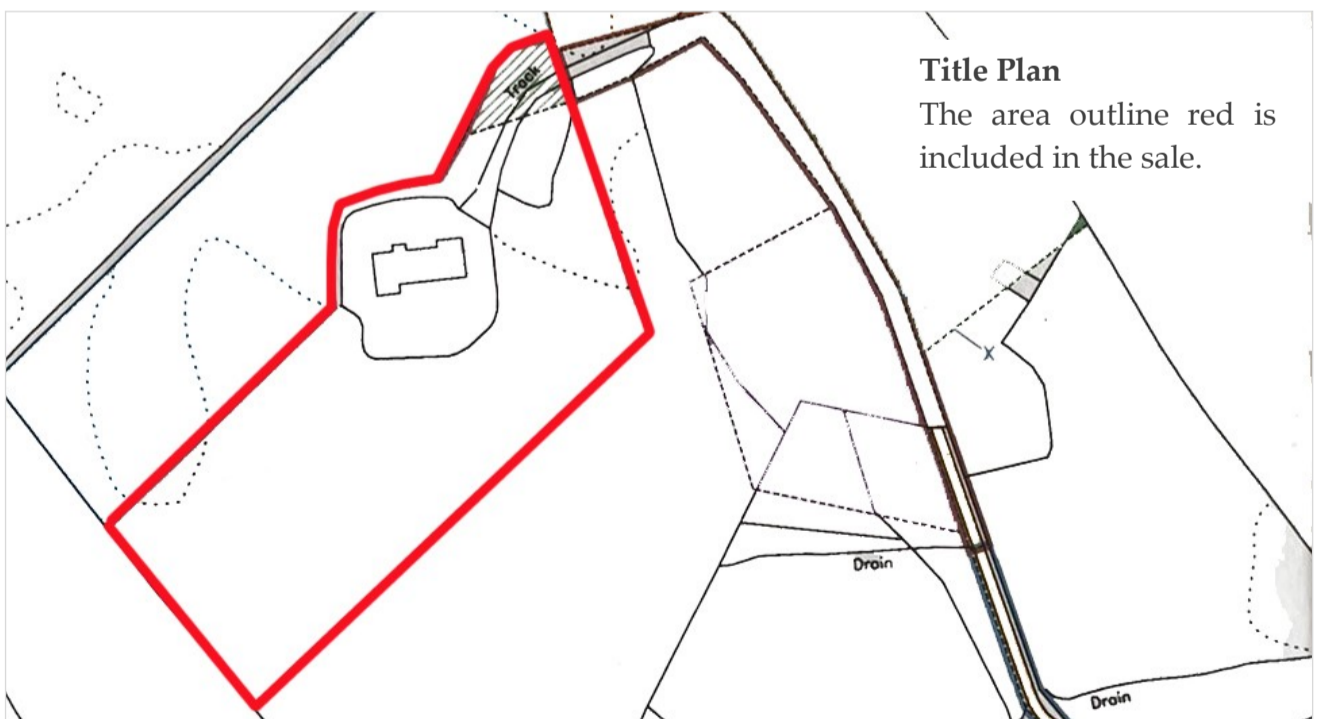 Title Plan
The area outline red is
included in the sale.
Track
Drain
Drain